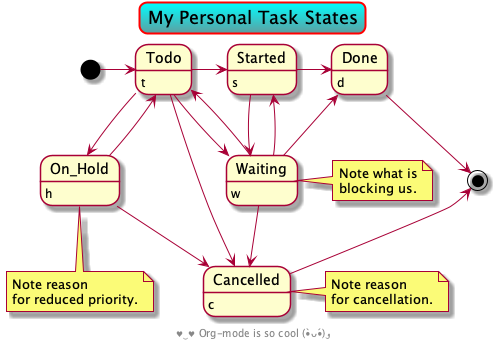 My Personal Task States
Todo
t
Started
s
Done
d
On_Hold
h
Waiting
w
Note what is
blocking us.
Note reason
for reduced priority.
Cancelled
c
Note reason
for cancellation.
♥‿♥ Org-mode is so cool (•̀ᴗ•́)و